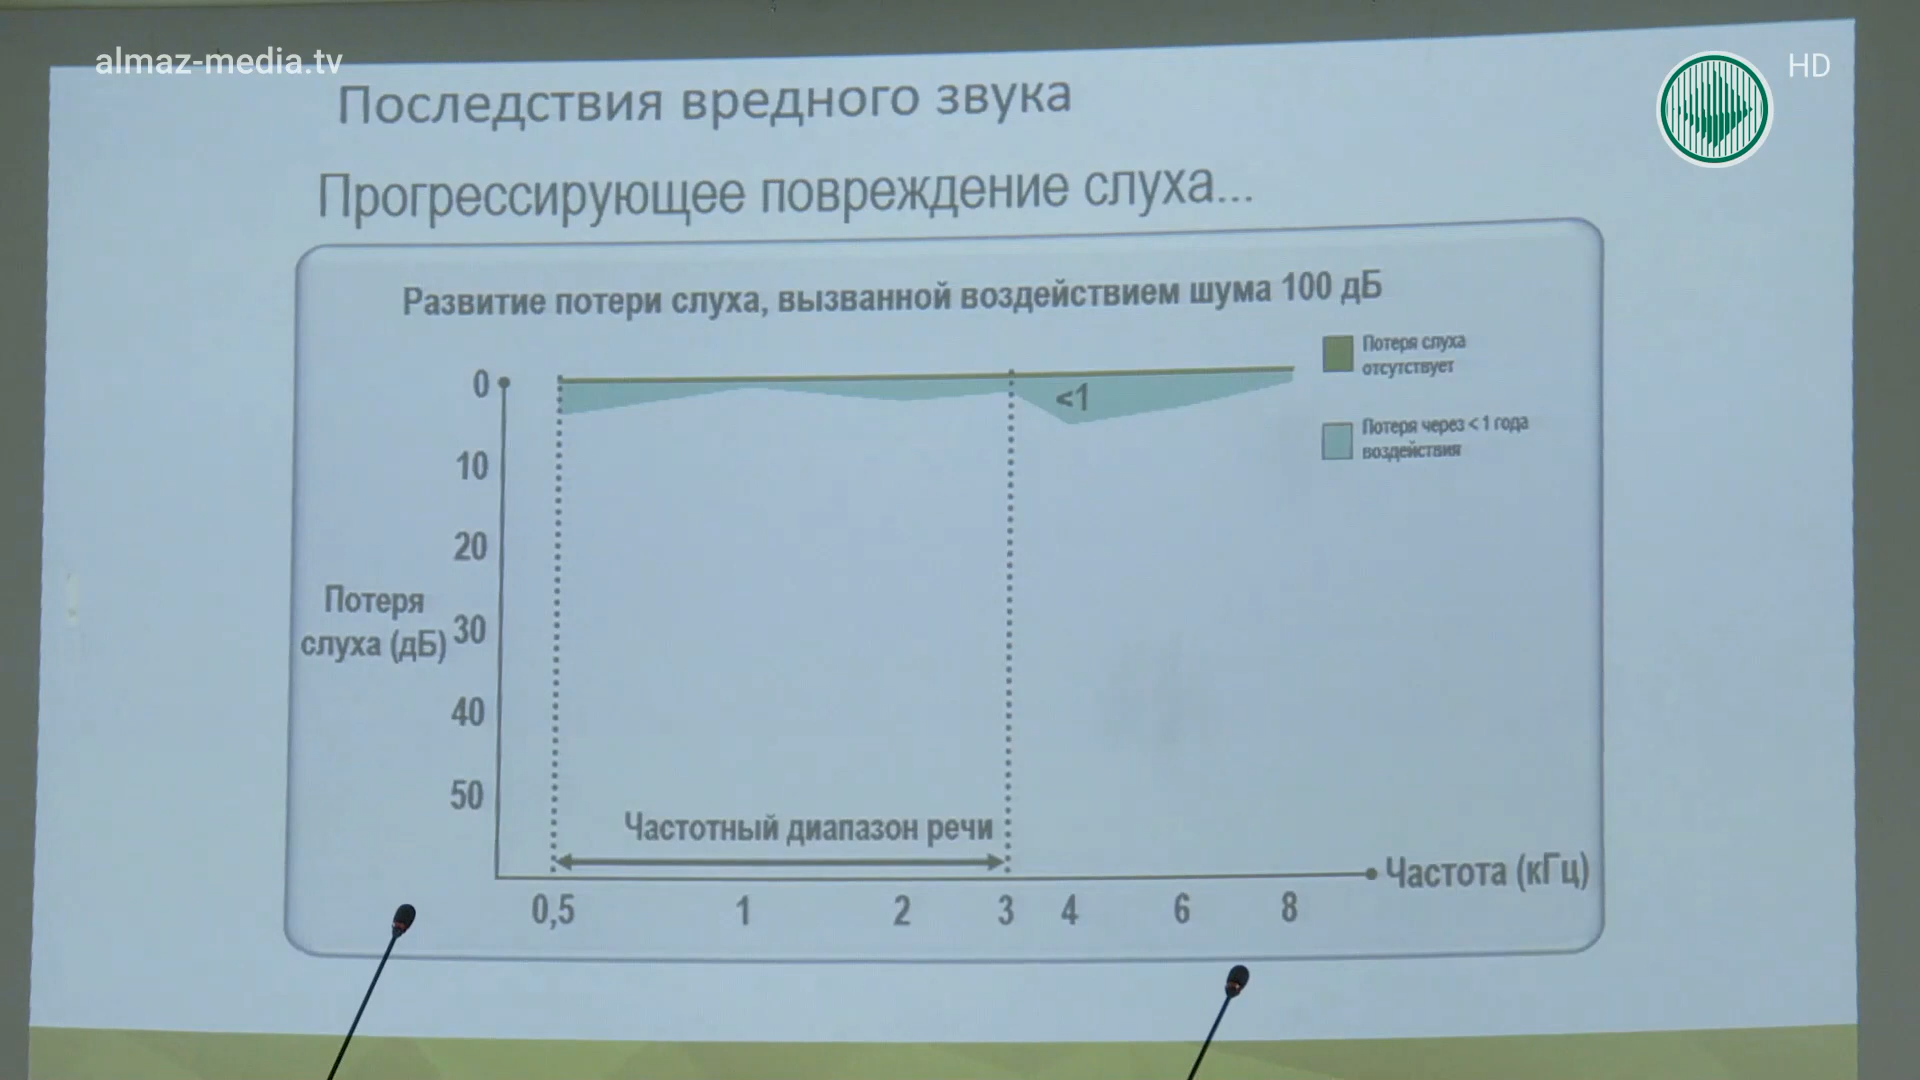 almaz-media.tv
HD
Последствия вредного звука
Прогрессирующее повреждение слуха...
Развитие потери слуха, вызванной воздействием шума 100 дБ
Потеря слуха
отсутствует
Потеря через < 1 года
воздействия
<1
0
10
20
30
40
50
Потеря
слуха (дБ)
Частотный диапазон речи
Частота (кГц)
0,5 1 2 3 4 6 8